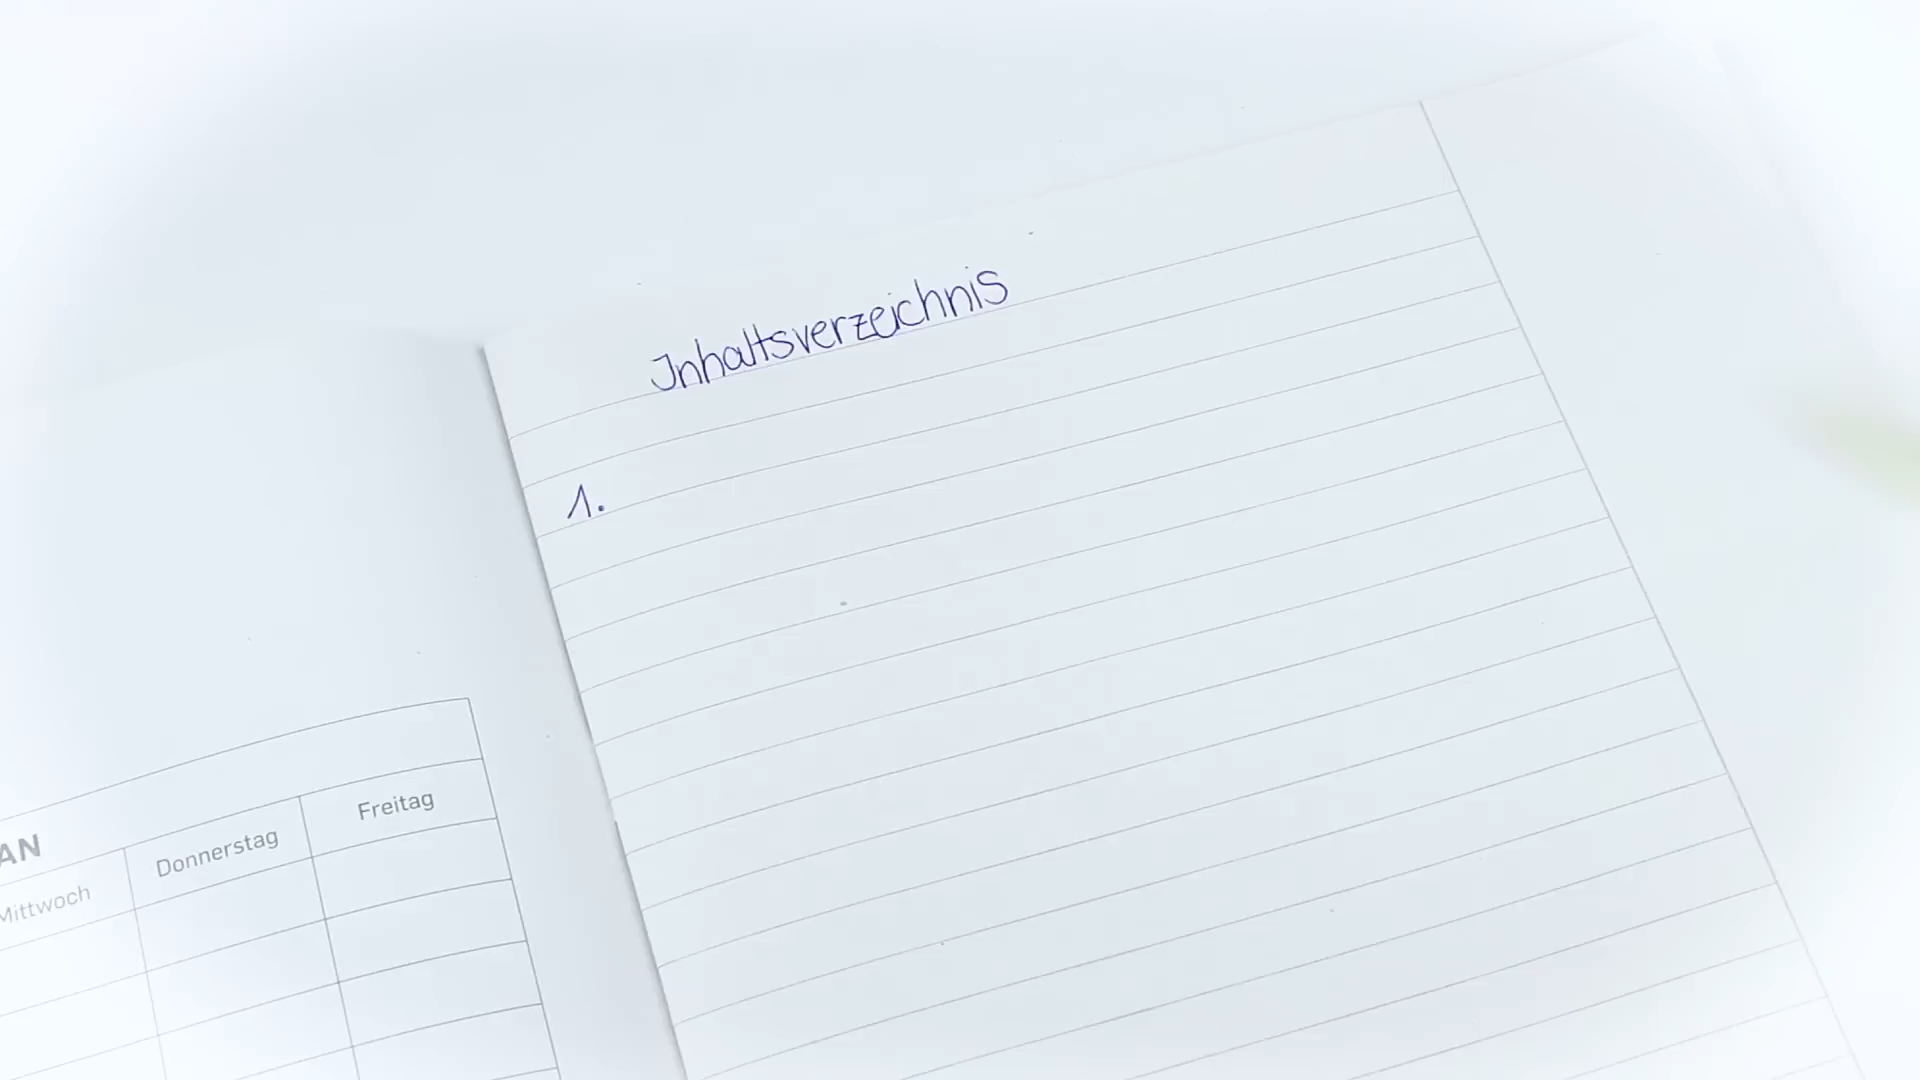 Inhaltsverzeichnis
1.
AN
Mittwoch
Donnerstag
Freitag